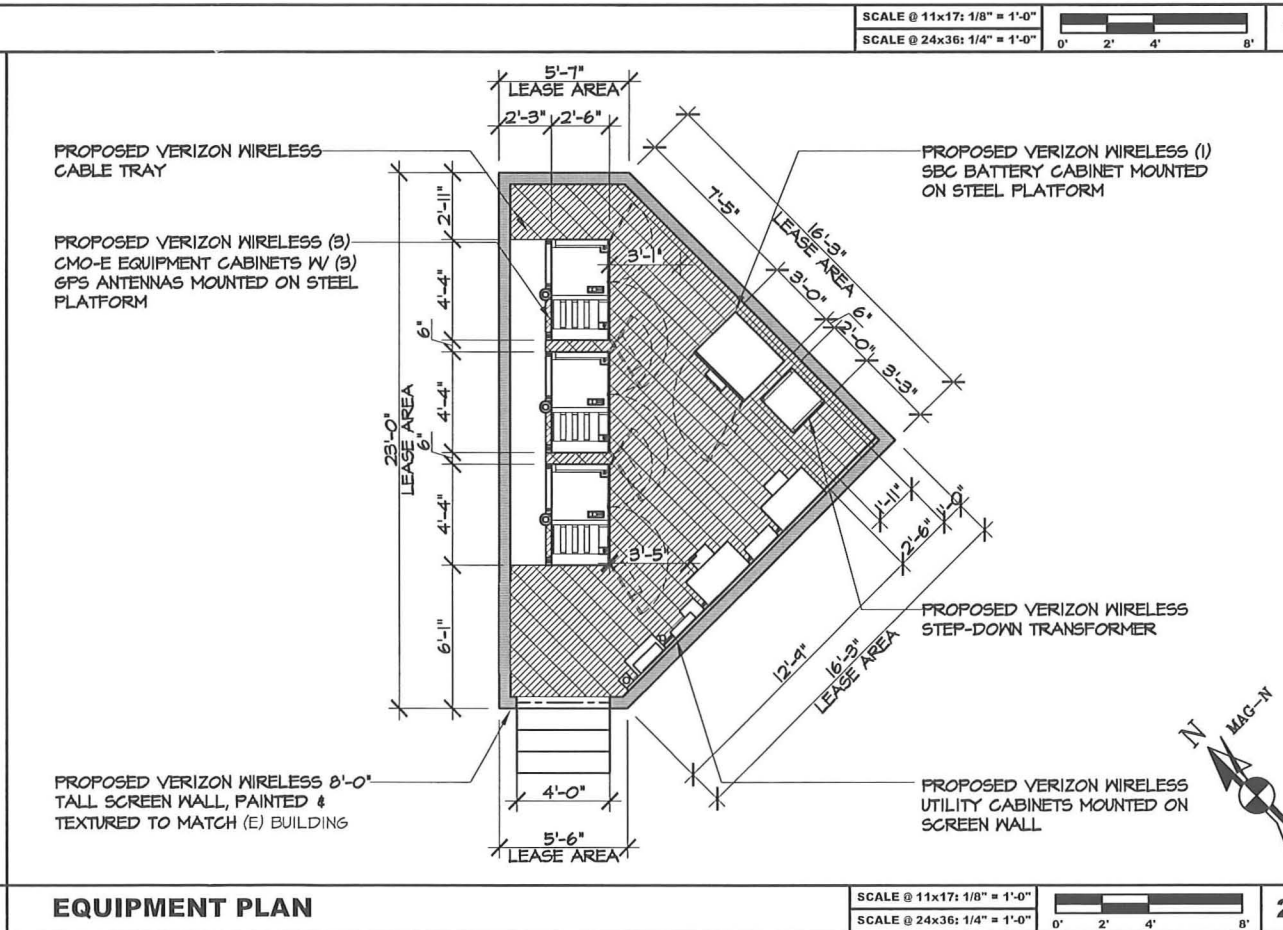 SCALE @ 11x17: 1/8" = 1'-0"
SCALE @ 24x36: 1/4" = 1'-0"
0' 2' 4' 8'
5'-7"
LEASE AREA
2'-3" 2'-6"
PROPOSED VERIZON WIRELESS
CABLE TRAY
PROPOSED VERIZON WIRELESS (3)
CMO-E EQUIPMENT CABINETS W/ (3)
GPS ANTENNAS MOUNTED ON STEEL
PLATFORM
PROPOSED VERIZON WIRELESS (1)
SBC BATTERY CABINET MOUNTED
ON STEEL PLATFORM
23'-0"
LEASE AREA
2'-11"
4'-4"
6"
4'-4"
6"
4'-4"
6'-1"
3'-1"
3'-5"
7'-5"
16'-3"
LEASE AREA
3'-0"
6"
2'-0"
3'-3"
1'-11"
2'-6"
1'-0"
12'-9"
16'-3"
LEASE AREA
PROPOSED VERIZON WIRELESS
STEP-DOWN TRANSFORMER
N
MAG-N
PROPOSED VERIZON WIRELESS 8'-0"
TALL SCREEN WALL, PAINTED &
TEXTURED TO MATCH (E) BUILDING
4'-0"
5'-6"
LEASE AREA
PROPOSED VERIZON WIRELESS
UTILITY CABINETS MOUNTED ON
SCREEN WALL
EQUIPMENT PLAN
SCALE @ 11x17: 1/8" = 1'-0"
SCALE @ 24x36: 1/4" = 1'-0"
0' 2' 4' 8'